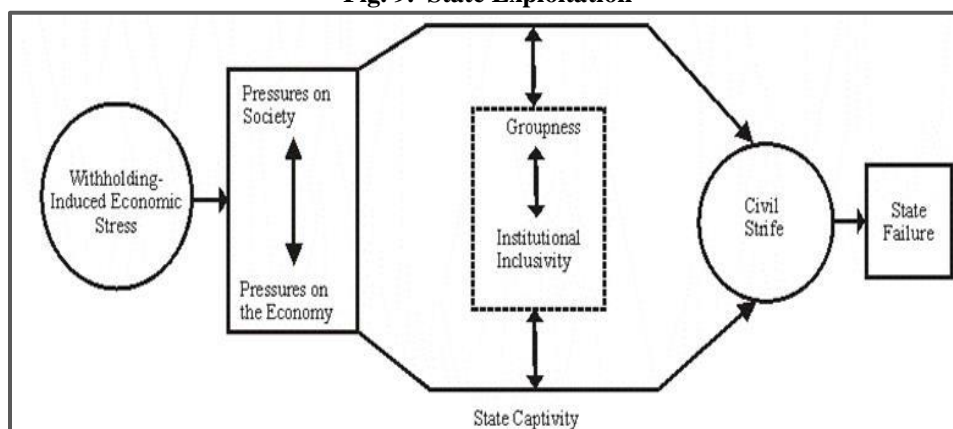 Fig. 9. State Exploitation
Pressures on
Society
Groupness
Withholding-
Induced Economic
Stress
Civil
Strife
State
Failure
Institutional
Inclusivity
Pressures on
the Economy
State Captivity